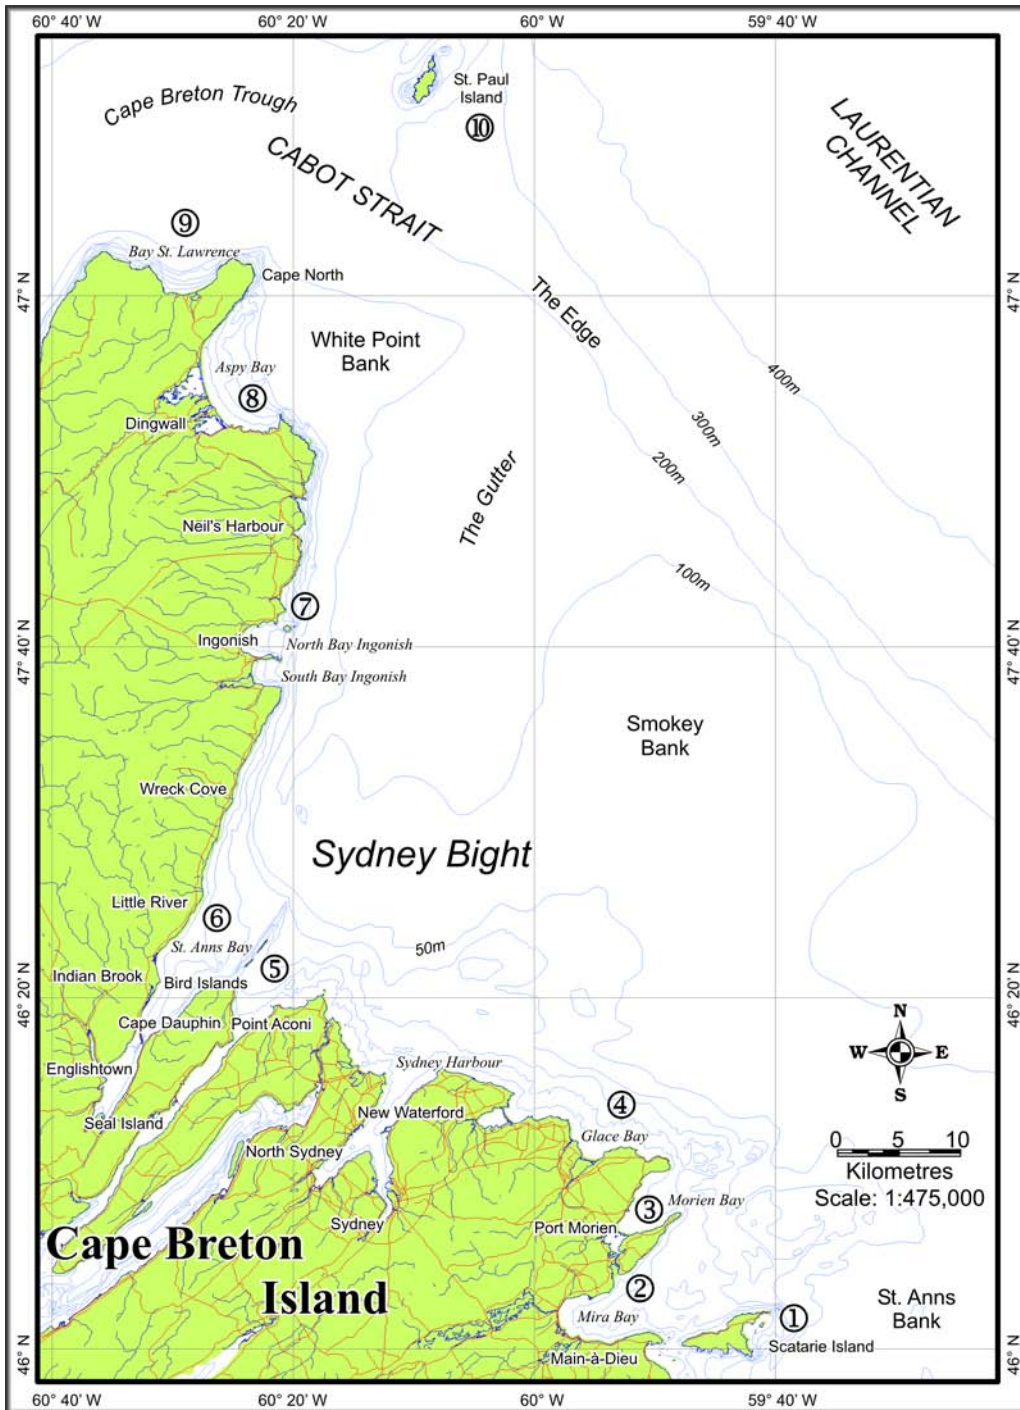 60° 40' W
60° 20' W
60° W
59° 40' W
St. Paul
Island
⑩
Cape Breton Trough
CABOT STRAIT
LAURENTIAN
CHANNEL
⑨
Bay St. Lawrence
Cape North
47° N
47° N
The Edge
White Point
Bank
Aspy Bay
⑧
400m
Dingwall
300m
200m
The Gutter
Neil's Harbour
100m
⑦
Ingonish
North Bay Ingonish
47° 40' N
47° 40' N
South Bay Ingonish
Smokey
Bank
Wreck Cove
Sydney Bight
Little River
⑥
St. Anns Bay
50m
⑤
Indian Brook
Bird Islands
46° 20' N
46° 20' N
Cape Dauphin
Point Aconi
N
W
E
S
Englishtown
Sydney Harbour
Seal Island
New Waterford
④
Glace Bay
0 5 10
Kilometres
Scale: 1:475,000
North Sydney
③
Morien Bay
Sydney
Port Morien
Cape Breton
Island
②
Mira Bay
①
St. Anns
Bank
Scatarie Island
Main-à-Dieu
46° N
46° N
60° 40' W
60° 20' W
60° W
59° 40' W